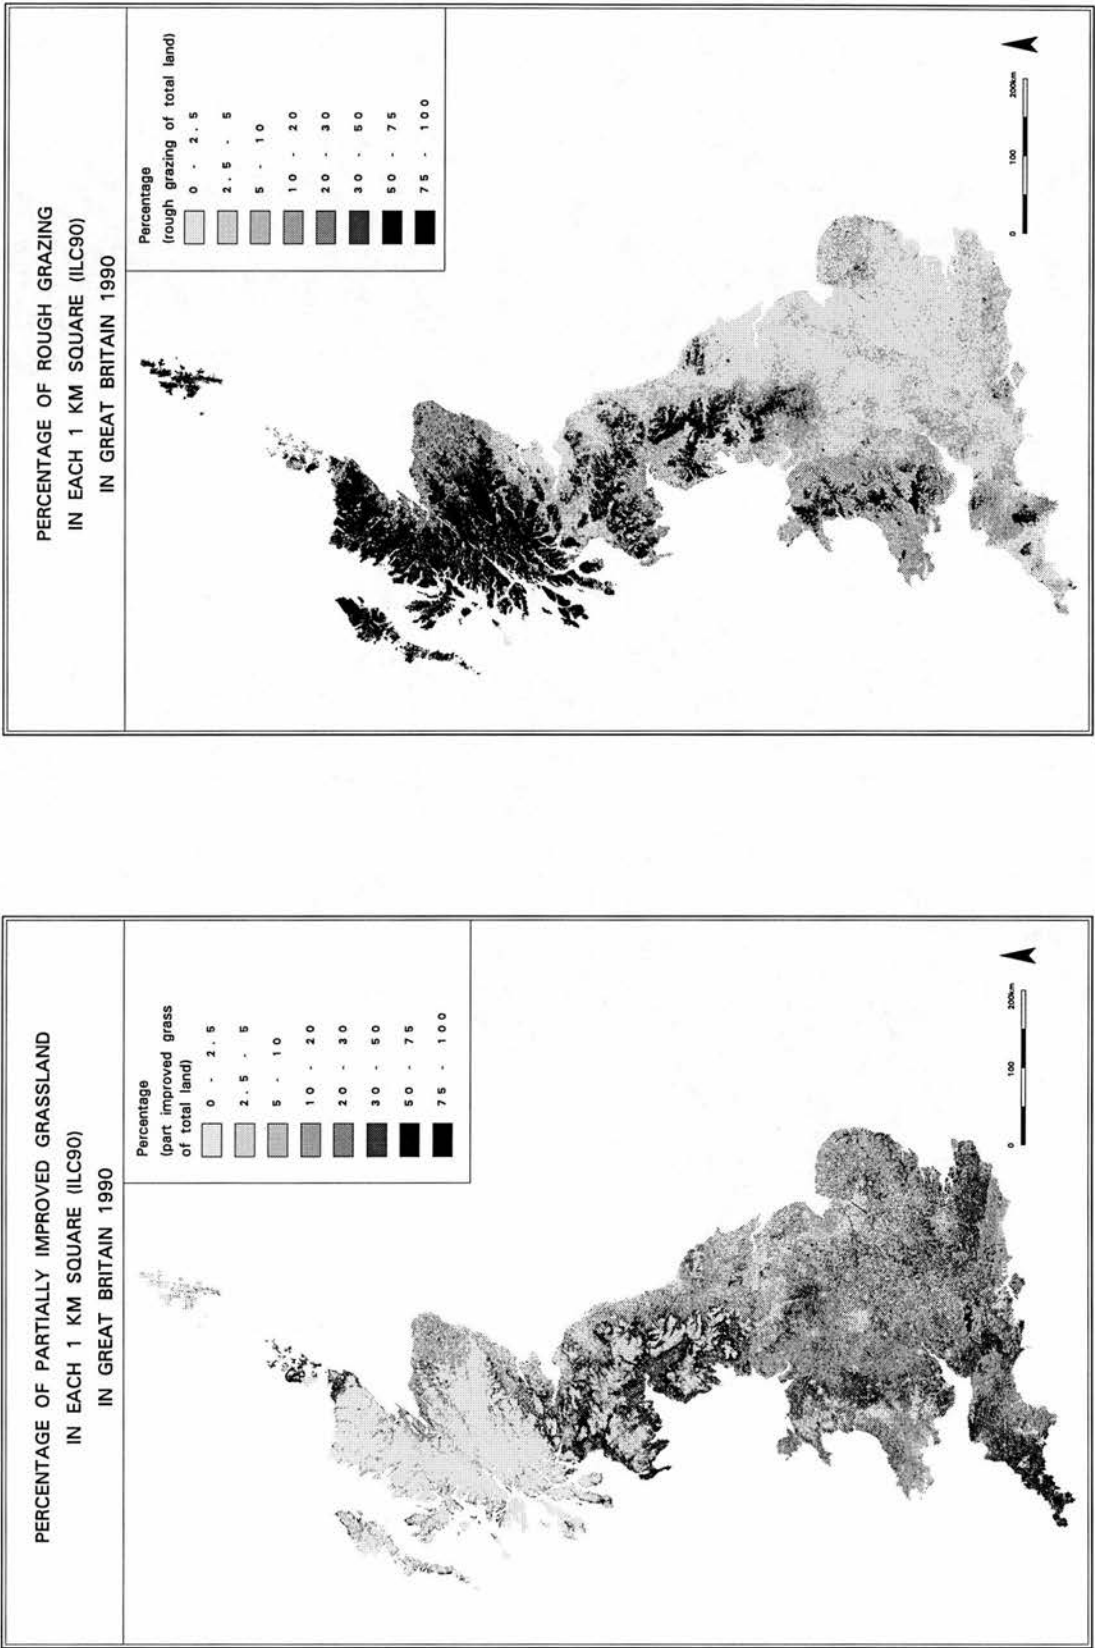 PERCENTAGE OF PARTIALLY IMPROVED GRASSLAND
IN EACH 1 KM SQUARE (ILC90)
IN GREAT BRITAIN 1990
Percentage
(part improved grass
of total land)
0 - 2.5
2.5 - 5
5 - 10
10 - 20
20 - 30
30 - 50
50 - 75
75 - 100
0 100 200km
PERCENTAGE OF ROUGH GRAZING
IN EACH 1 KM SQUARE (ILC90)
IN GREAT BRITAIN 1990
Percentage
(rough grazing of total land)
0 - 2.5
2.5 - 5
5 - 10
10 - 20
20 - 30
30 - 50
50 - 75
75 - 100
0 100 200km